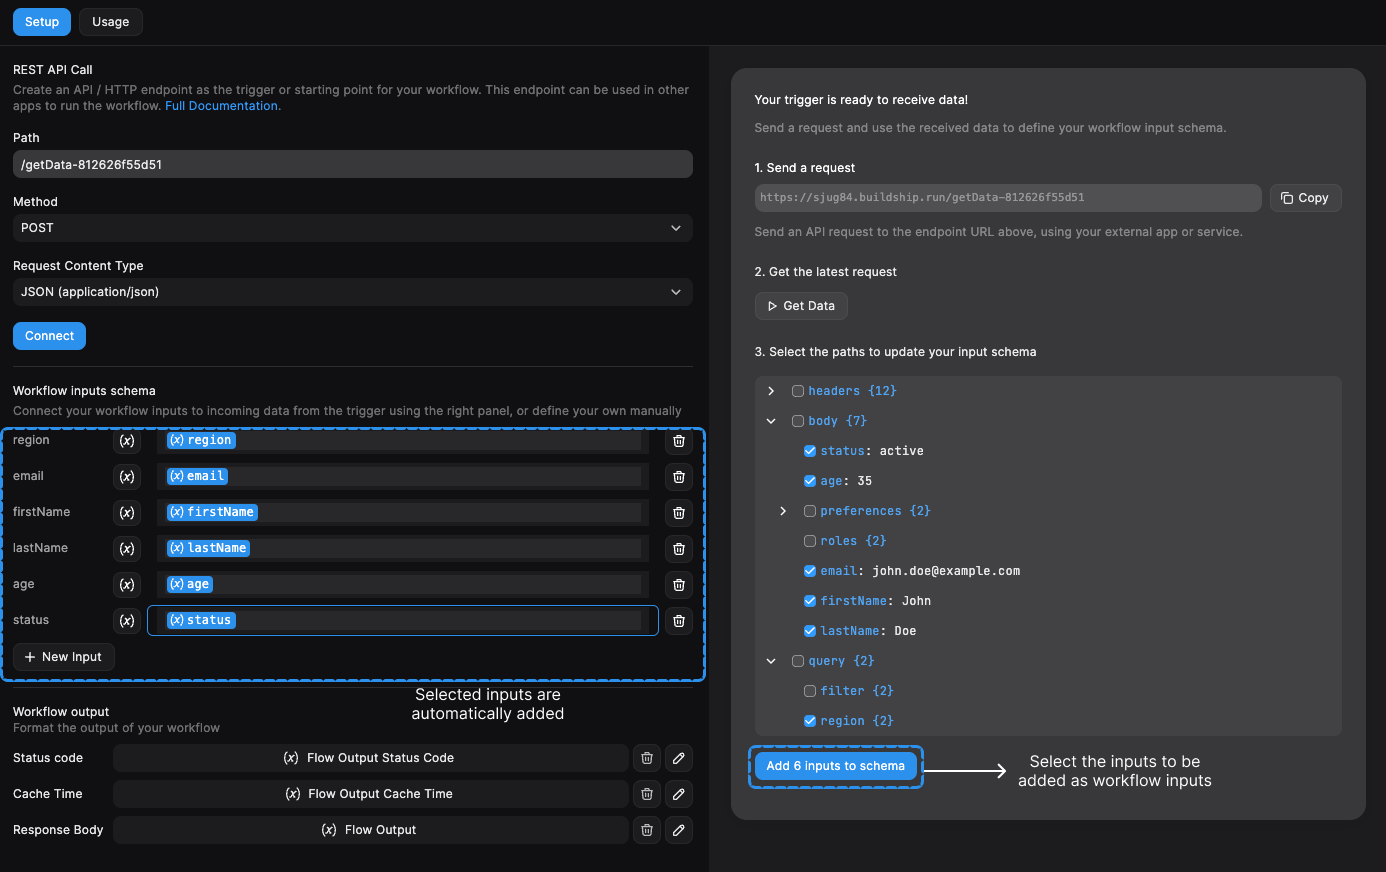 Setup
Usage
REST API Call
Create an API / HTTP endpoint as the trigger or starting point for your workflow. This endpoint can be used in other
apps to run the workflow. Full Documentation.
Path
/getData-812626f55d51
Method
POST
Request Content Type
JSON (application/json)
Connect
Workflow inputs schema
Connect your workflow inputs to incoming data from the trigger using the right panel, or define your own manually
region (x) (x) region
email (x) (x) email
firstName (x) (x) firstName
lastName (x) (x) lastName
age (x) (x) age
status (x) (x) status
+ New Input
Selected inputs are
automatically added
Workflow output
Format the output of your workflow
Status code (x) Flow Output Status Code
Cache Time (x) Flow Output Cache Time
Response Body (x) Flow Output
Your trigger is ready to receive data!
Send a request and use the received data to define your workflow input schema.
1. Send a request
https://sjug84.buildship.run/getData-812626f55d51
Copy
Send an API request to the endpoint URL above, using your external app or service.
2. Get the latest request
Get Data
3. Select the paths to update your input schema
headers {12}
body {7}
status: active
age: 35
preferences {2}
roles {2}
email: john.doe@example.com
firstName: John
lastName: Doe
query {2}
filter {2}
region {2}
Add 6 inputs to schema
Select the inputs to be
added as workflow inputs